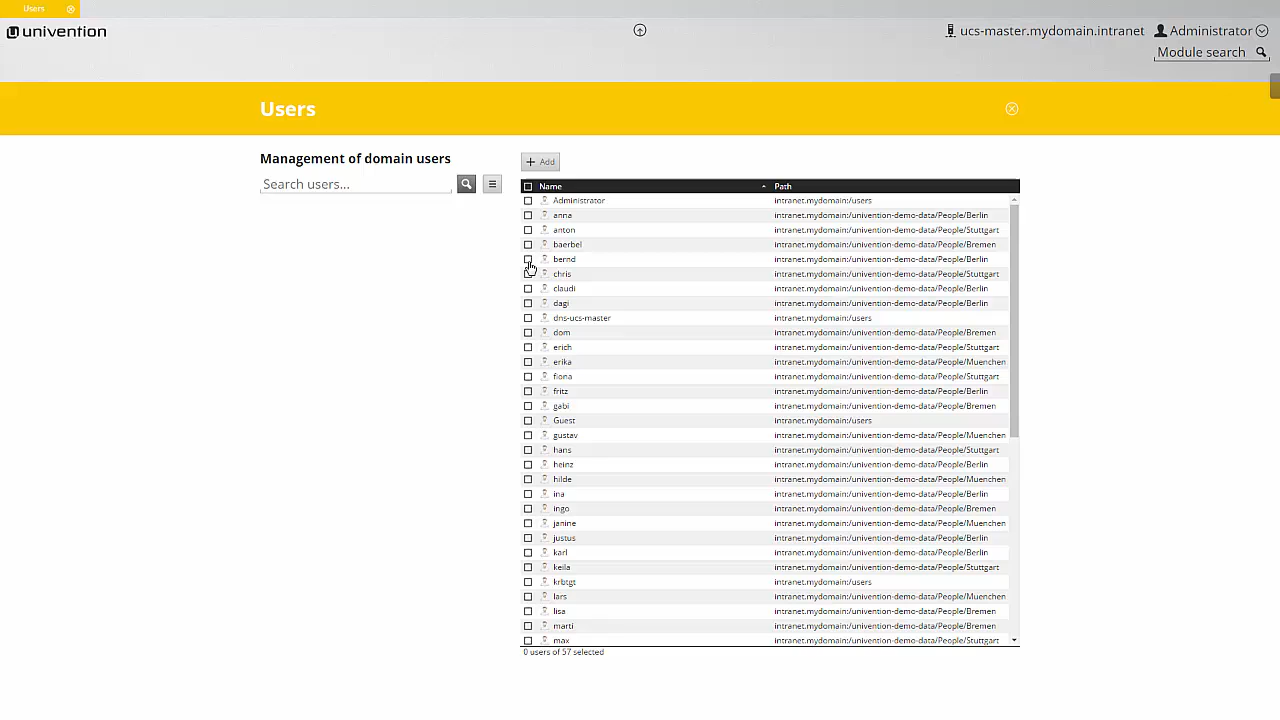 Users
univention
ucs-master.mydomain.intranet Administrator
Module search
Users
Management of domain users
Search users...
Add
Name Path
Administrator intranet.mydomain:/users
anna intranet.mydomain:/univention-demo-data/People/Berlin
anton intranet.mydomain:/univention-demo-data/People/Stuttgart
baerbel intranet.mydomain:/univention-demo-data/People/Bremen
bernd intranet.mydomain:/univention-demo-data/People/Berlin
chris intranet.mydomain:/univention-demo-data/People/Stuttgart
claudi intranet.mydomain:/univention-demo-data/People/Berlin
dagi intranet.mydomain:/univention-demo-data/People/Berlin
dns-ucs-master intranet.mydomain:/users
dom intranet.mydomain:/univention-demo-data/People/Bremen
erich intranet.mydomain:/univention-demo-data/People/Stuttgart
erika intranet.mydomain:/univention-demo-data/People/Muenchen
fiona intranet.mydomain:/univention-demo-data/People/Stuttgart
fritz intranet.mydomain:/univention-demo-data/People/Berlin
gabi intranet.mydomain:/univention-demo-data/People/Bremen
Guest intranet.mydomain:/users
gustav intranet.mydomain:/univention-demo-data/People/Muenchen
hans intranet.mydomain:/univention-demo-data/People/Stuttgart
heinz intranet.mydomain:/univention-demo-data/People/Berlin
hilde intranet.mydomain:/univention-demo-data/People/Muenchen
ina intranet.mydomain:/univention-demo-data/People/Berlin
ingo intranet.mydomain:/univention-demo-data/People/Bremen
janine intranet.mydomain:/univention-demo-data/People/Muenchen
justus intranet.mydomain:/univention-demo-data/People/Berlin
karl intranet.mydomain:/univention-demo-data/People/Berlin
keila intranet.mydomain:/univention-demo-data/People/Stuttgart
krbtgt intranet.mydomain:/users
lars intranet.mydomain:/univention-demo-data/People/Muenchen
lisa intranet.mydomain:/univention-demo-data/People/Bremen
marti intranet.mydomain:/univention-demo-data/People/Bremen
max intranet.mydomain:/univention-demo-data/People/Stuttgart
0 users of 57 selected